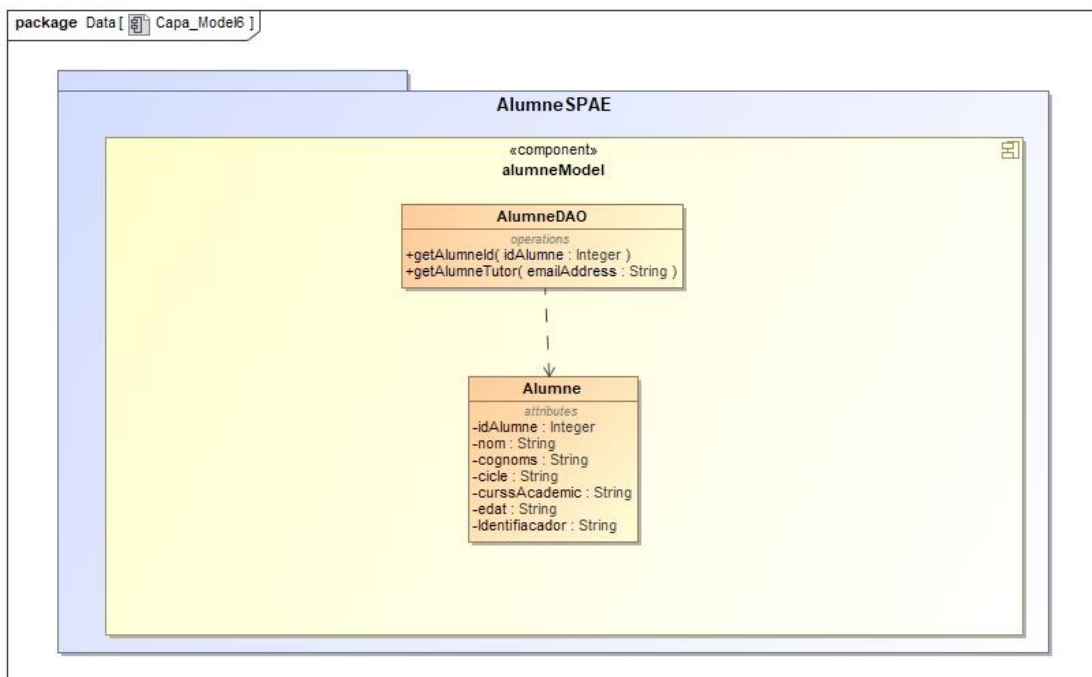 package Data [ Capa_Model6 ]
AlumneSPAE
«component»
alumneModel
AlumneDAO
operations
+getAlumneId( idAlumne : Integer )
+getAlumneTutor( emailAddress : String )
Alumne
attributes
-idAlumne : Integer
-nom : String
-cognoms : String
-cicle : String
-curssAcademic : String
-edat : String
-Identifiacador : String